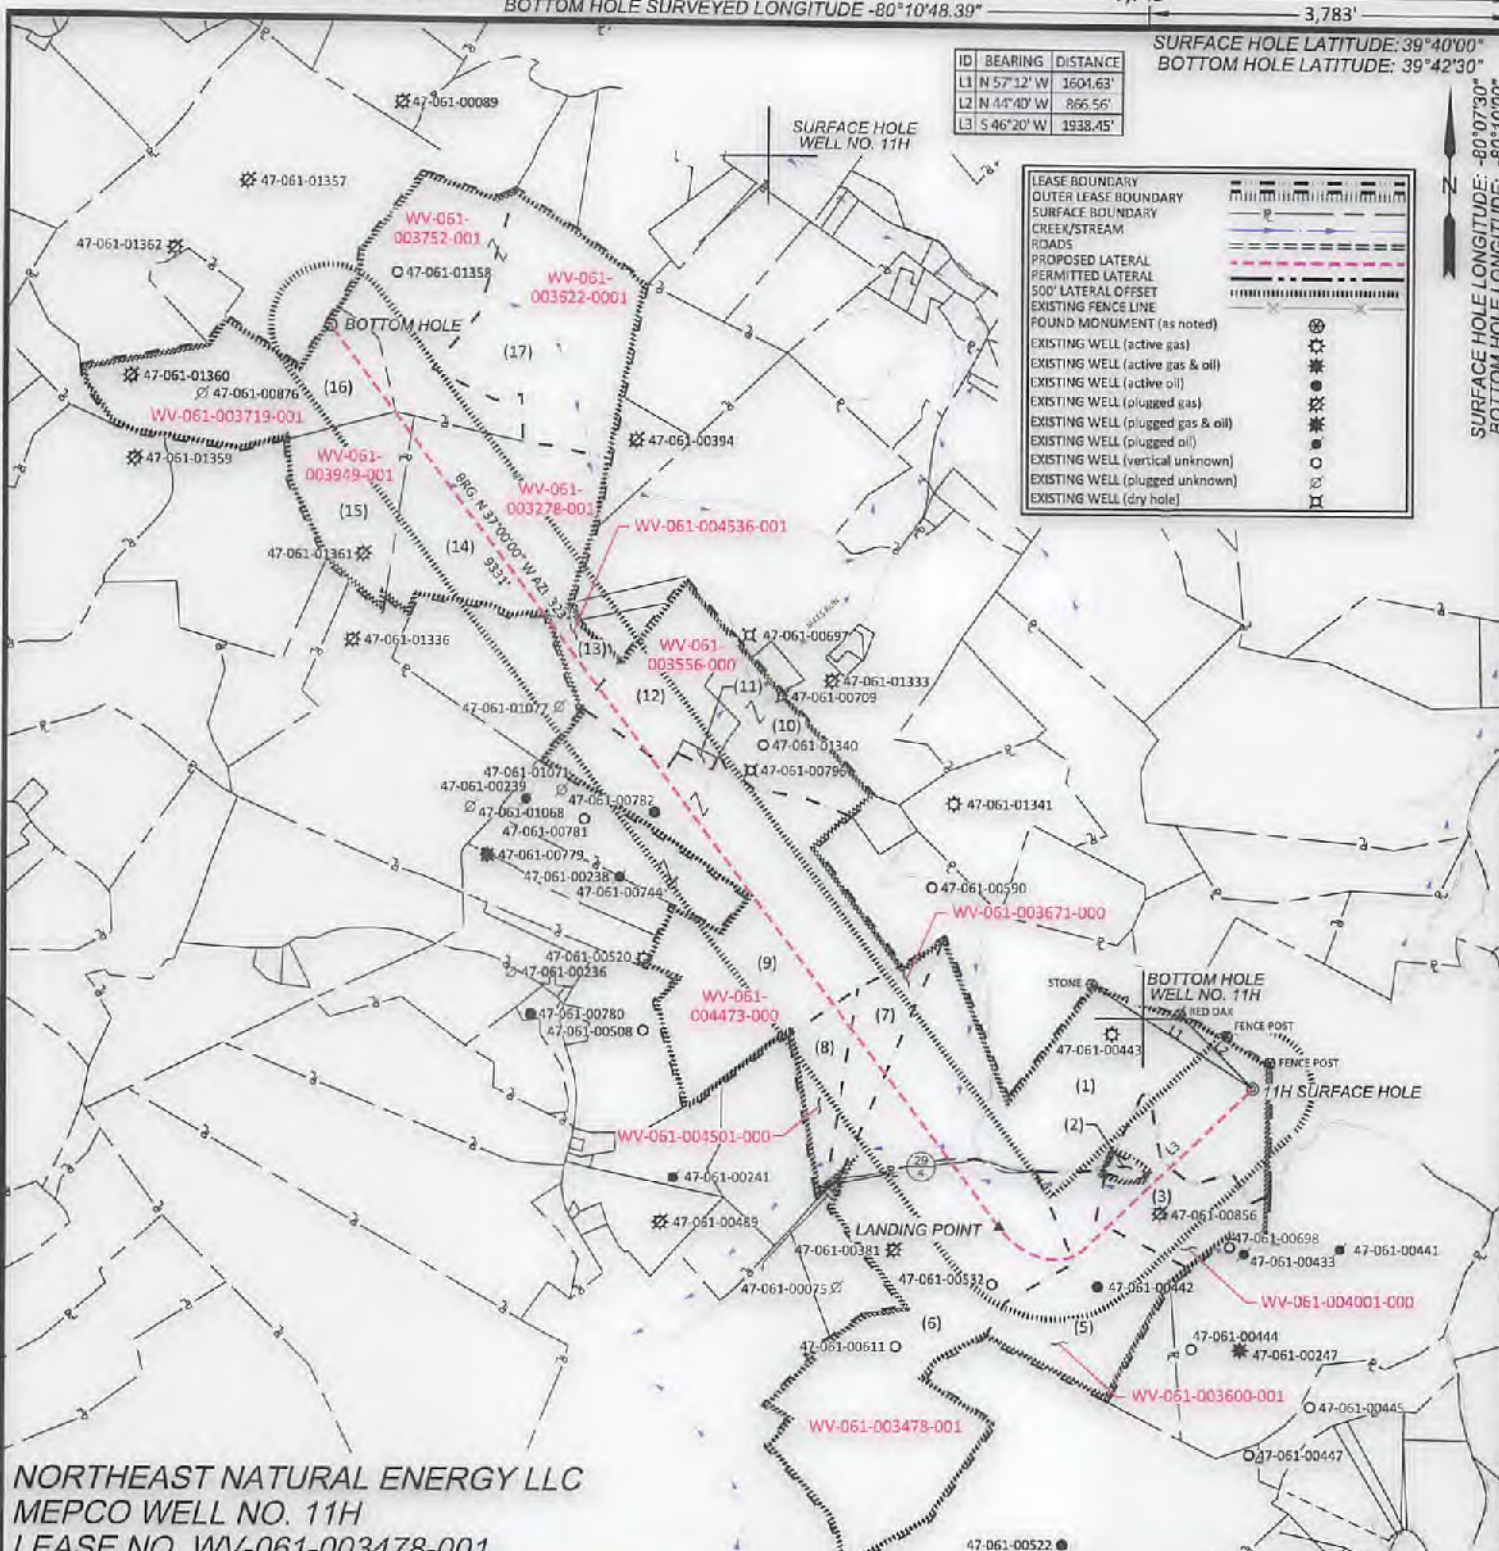 BOTTOM HOLE SURVEYED LONGITUDE -80°10'48.39"
3,783'
SURFACE HOLE LATITUDE: 39°40'00"
BOTTOM HOLE LATITUDE: 39°42'30"
SURFACE HOLE LONGITUDE: -80°07'30"
BOTTOM HOLE LONGITUDE: -80°10'00"
N
ID BEARING DISTANCE
L1 N 57°12' W 1604.63'
L2 N 44°40' W 866.56'
L3 S 46°20' W 1938.45'
SURFACE HOLE
WELL NO. 11H
LEASE BOUNDARY
OUTER LEASE BOUNDARY
SURFACE BOUNDARY
CREEK/STREAM
ROADS
PROPOSED LATERAL
PERMITTED LATERAL
500' LATERAL OFFSET
EXISTING FENCE LINE
FOUND MONUMENT (as noted)
EXISTING WELL (active gas)
EXISTING WELL (active gas & oil)
EXISTING WELL (active oil)
EXISTING WELL (plugged gas)
EXISTING WELL (plugged gas & oil)
EXISTING WELL (plugged oil)
EXISTING WELL (vertical unknown)
EXISTING WELL (plugged unknown)
EXISTING WELL (dry hole)
47-061-00089
47-061-01357
47-061-01362
WV-061-
003752-001
47-061-01358
WV-061-
003622-0001
BOTTOM HOLE
(17)
47-061-01360
(16)
47-061-00876
WV-061-003719-001
47-061-01359
47-061-00394
WV-061-
003949-001
WV-061-
003278-001
(15)
BRG. N 37°00'00" W AZI. 323°
9331'
WV-061-004536-001
(14)
47-061-01361
47-061-01336
(13)
WV-061-
003556-000
47-061-00697
47-061-01333
(12)
(11)
47-061-00709
47-061-01077
(10)
47-061-01340
47-061-01071
47-061-00796
47-061-00239
47-061-00782
47-061-01068
47-061-01341
47-061-00781
47-061-00779
47-061-00238
47-061-00744
47-061-00590
WV-061-003671-000
47-061-00520
(9)
47-061-00236
STONE
BOTTOM HOLE
WELL NO. 11H
WV-061-
004473-000
47-061-00780
(7)
RED OAK
47-061-00508
L1
L2
FENCE POST
(8)
47-061-00443
FENCE POST
(1)
11H SURFACE HOLE
WV-061-004501-000
(2)
L3
29
4
47-061-00241
(3)
47-061-00856
47-061-00489
LANDING POINT
47-061-00698
47-061-00381
47-061-00441
47-061-00433
47-061-00075
47-061-00532
47-061-00442
WV-061-004001-000
(6)
(5)
47-061-00611
47-061-00444
47-061-00247
WV-061-003600-001
47-061-00445
WV-061-003478-001
47-061-00447
NORTHEAST NATURAL ENERGY LLC
MEPCO WELL NO. 11H
LEASE NO. WV-061-003478-001
47-061-00522